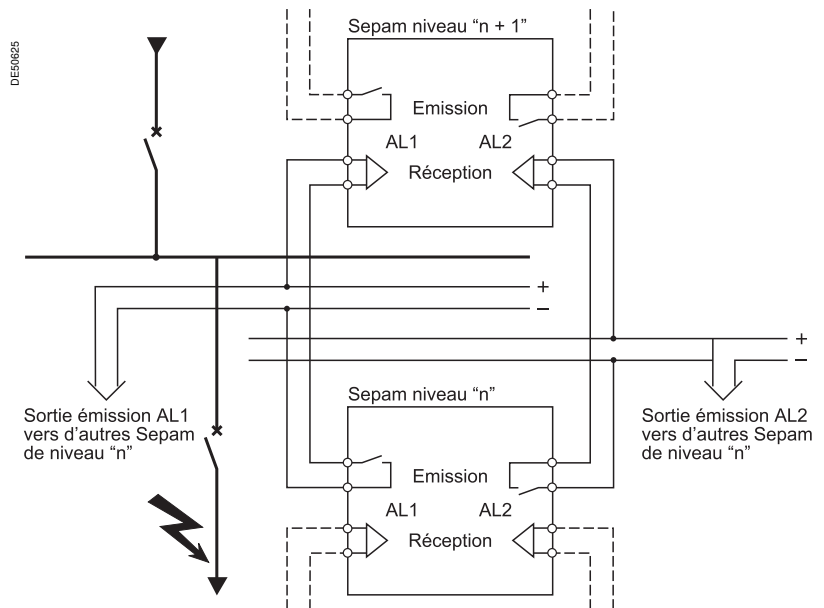 DE50625
Sepam niveau “n + 1”
Emission
AL1 AL2
Réception
+
−
+
−
Sortie émission AL1
vers d’autres Sepam
de niveau “n”
Sepam niveau “n”
Sortie émission AL2
vers d’autres Sepam
de niveau “n”
Emission
AL1 AL2
Réception